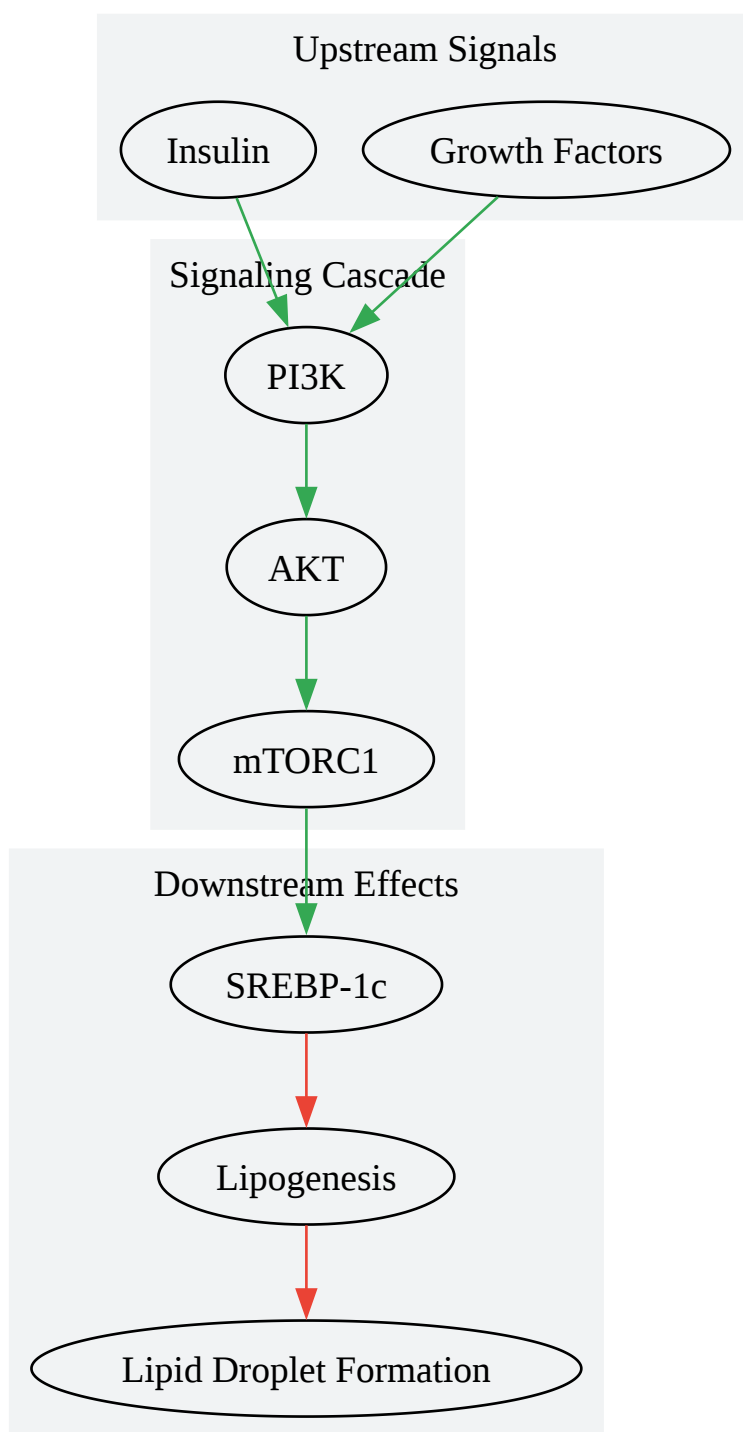 Upstream Signals
Insulin
Growth Factors
Signaling Cascade
PI3K
AKT
mTORC1
Downstream Effects
SREBP-1c
Lipogenesis
Lipid Droplet Formation